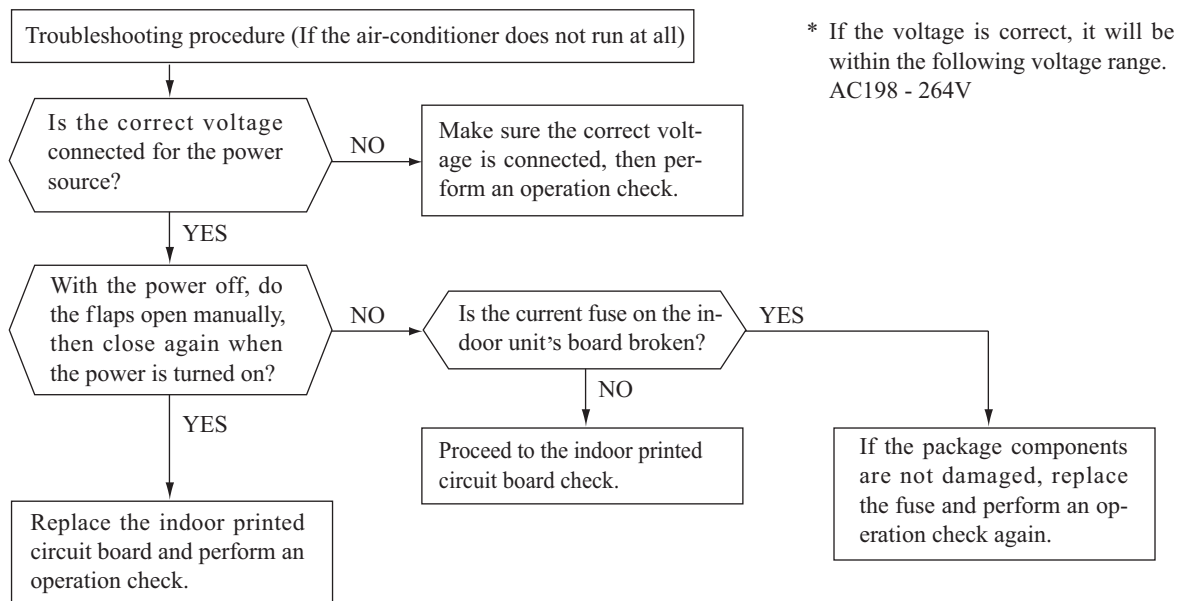 Troubleshooting procedure (If the air-conditioner does not run at all)
* If the voltage is correct, it will be
within the following voltage range.
AC198 - 264V
Is the correct voltage
connected for the power
source?
NO
Make sure the correct volt-
age is connected, then per-
form an operation check.
YES
With the power off, do
the flaps open manually,
then close again when
the power is turned on?
NO
Is the current fuse on the in-
door unit's board broken?
YES
NO
YES
Proceed to the indoor printed
circuit board check.
If the package components
are not damaged, replace
the fuse and perform an op-
eration check again.
Replace the indoor printed
circuit board and perform an
operation check.